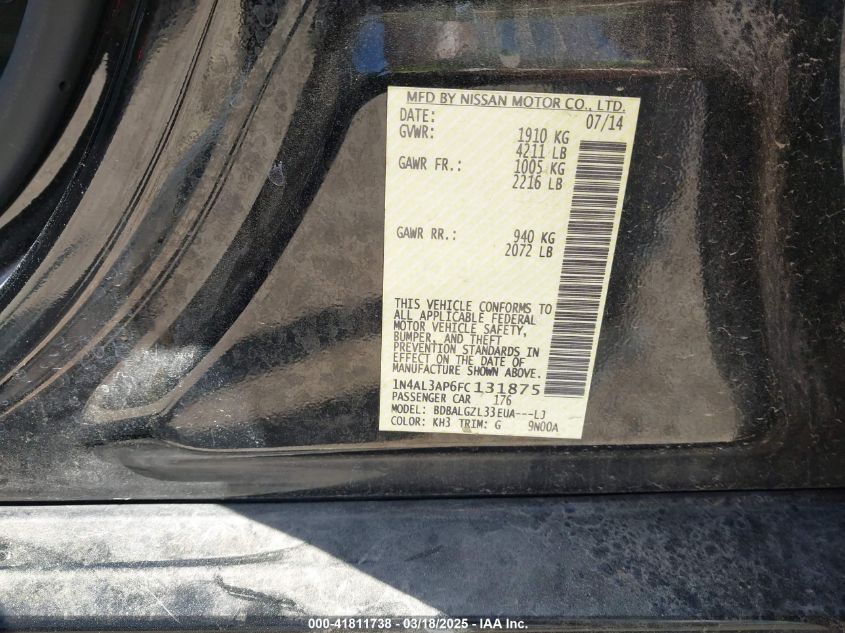 MFD BY NISSAN MOTOR CO., LTD.
DATE: 07/14
GVWR: 1910 KG
4211 LB
GAWR FR.: 1005 KG
2216 LB
GAWR RR.: 940 KG
2072 LB
THIS VEHICLE CONFORMS TO
ALL APPLICABLE FEDERAL
MOTOR VEHICLE SAFETY,
BUMPER, AND THEFT
PREVENTION STANDARDS IN
EFFECT ON THE DATE OF
MANUFACTURE SHOWN ABOVE.
1N4AL3AP6FC131875
PASSENGER CAR 176
MODEL: BDBALGZL33EUA---LJ
COLOR: KH3 TRIM: G 9N00A
000-41811738 - 03/18/2025 - IAA Inc.